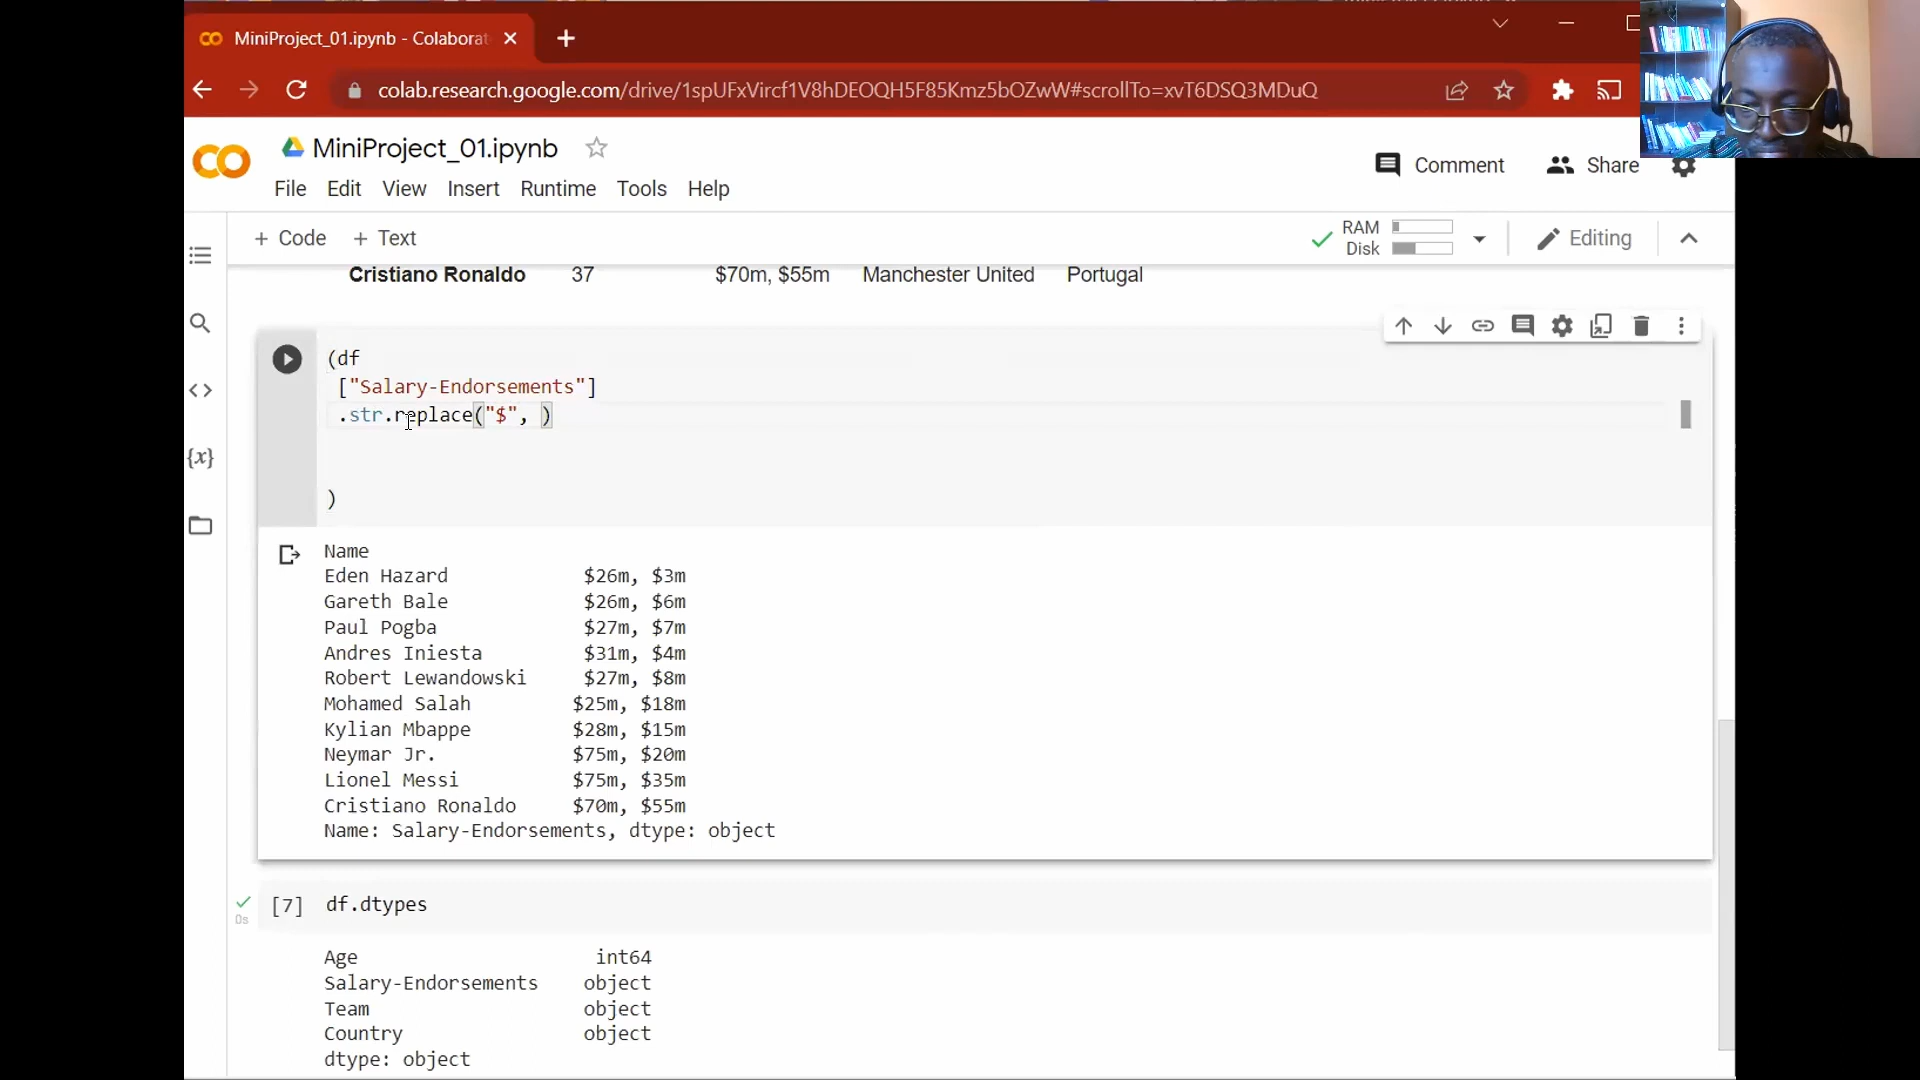 MiniProject_01.ipynb - Colaborat
colab.research.google.com/drive/1spUFxVircf1V8hDEOQH5F85Kmz5bOZwW#scrollTo=xvT6DSQ3MDuQ
MiniProject_01.ipynb
Comment
Share
File Edit View Insert Runtime Tools Help
+ Code + Text
RAM
Disk
Editing
Cristiano Ronaldo 37 $70m, $55m Manchester United Portugal
(df
["Salary-Endorsements"]
.str.replace("$", )
)
{x}
Name
Eden Hazard $26m, $3m
Gareth Bale $26m, $6m
Paul Pogba $27m, $7m
Andres Iniesta $31m, $4m
Robert Lewandowski $27m, $8m
Mohamed Salah $25m, $18m
Kylian Mbappe $28m, $15m
Neymar Jr. $75m, $20m
Lionel Messi $75m, $35m
Cristiano Ronaldo $70m, $55m
Name: Salary-Endorsements, dtype: object
[7] df.dtypes
0s
Age int64
Salary-Endorsements object
Team object
Country object
dtype: object